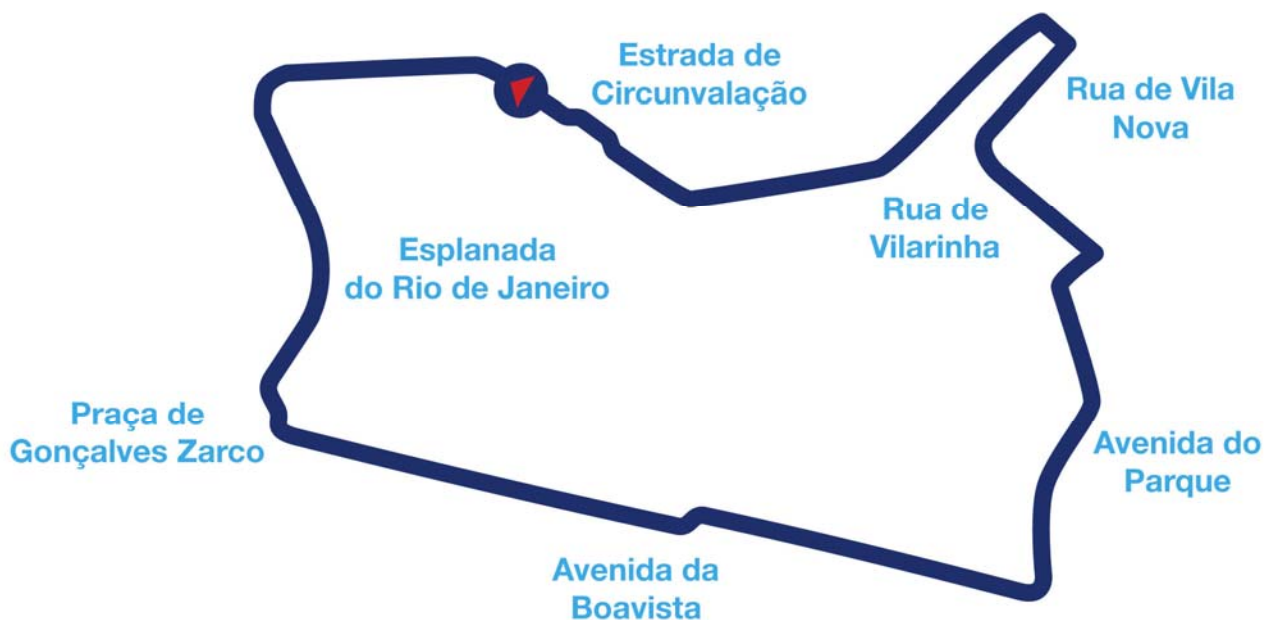 Estrada de
Circunvalação
Rua de Vila
Nova
Rua de
Vilarinha
Esplanada
do Rio de Janeiro
Praça de
Gonçalves Zarco
Avenida do
Parque
Avenida da
Boavista